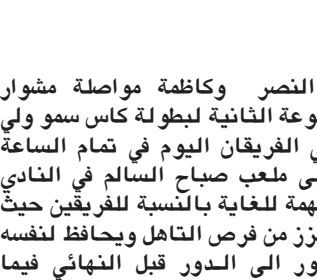 النصر وكاظمة مواصلة مشوار
وعة الثانية لبطولة كاس سمو ولي
ي الفريقان اليوم في تمام الساعة
ى ملعب صباح السالم في النادي
همة للغاية بالنسبة للفريقين حيث
زز من فرص التاهل ويحافظ لنفسه
ور الى الدور قبل النهائي فيما